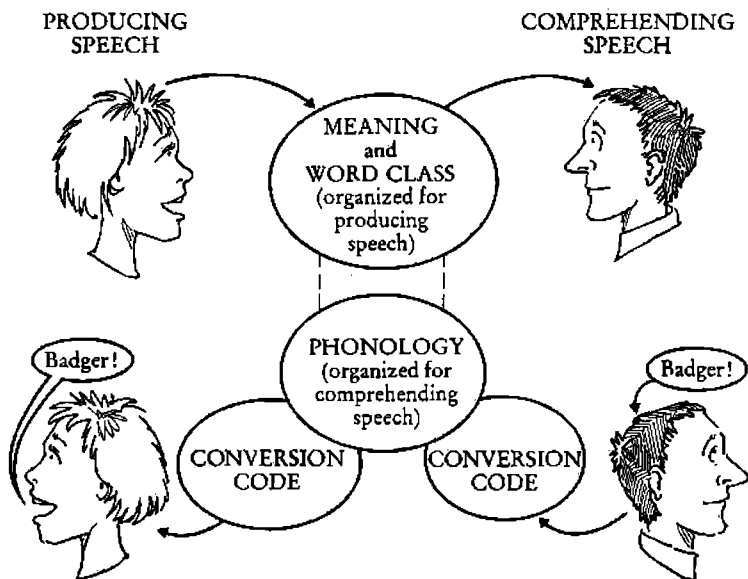 PRODUCING
SPEECH
COMPREHENDING
SPEECH
MEANING
and
WORD CLASS
(organized for
producing
speech)
PHONOLOGY
(organized for
comprehending
speech)
Badger!
Badger!
CONVERSION
CODE
CONVERSION
CODE